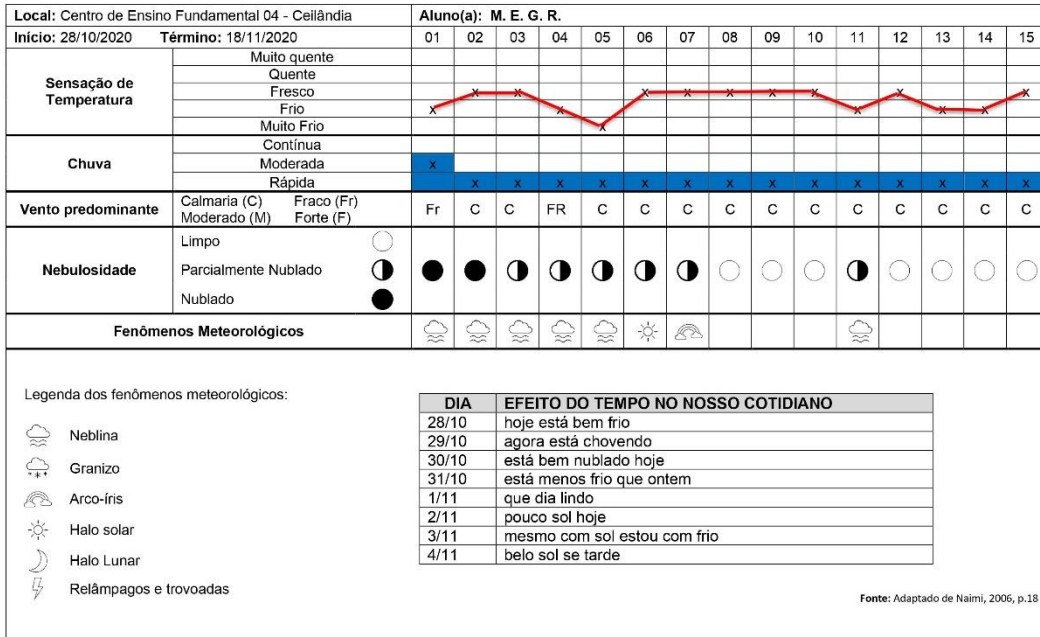 Local: Centro de Ensino Fundamental 04 - Ceilândia Aluno(a): M. E. G. R.
Início: 28/10/2020 Término: 18/11/2020 01 02 03 04 05 06 07 08 09 10 11 12 13 14 15
Sensação de Temperatura
Muito quente
Quente
Fresco x x x x x x x x x
Frio x x x x x
Muito Frio x
Chuva
Contínua
Moderada x
Rápida x x x x x x x x x x x x x x
Vento predominante
Calmaria (C) Fraco (Fr)
Moderado (M) Forte (F)
Fr C C FR C C C C C C C C C C C
Nebulosidade
Limpo
Parcialmente Nublado
Nublado
Fenômenos Meteorológicos
Legenda dos fenômenos meteorológicos:
Neblina
Granizo
Arco-íris
Halo solar
Halo Lunar
Relâmpagos e trovoadas
DIA EFEITO DO TEMPO NO NOSSO COTIDIANO
28/10 hoje está bem frio
29/10 agora está chovendo
30/10 está bem nublado hoje
31/10 está menos frio que ontem
1/11 que dia lindo
2/11 pouco sol hoje
3/11 mesmo com sol estou com frio
4/11 belo sol se tarde
Fonte: Adaptado de Naimi, 2006, p.18